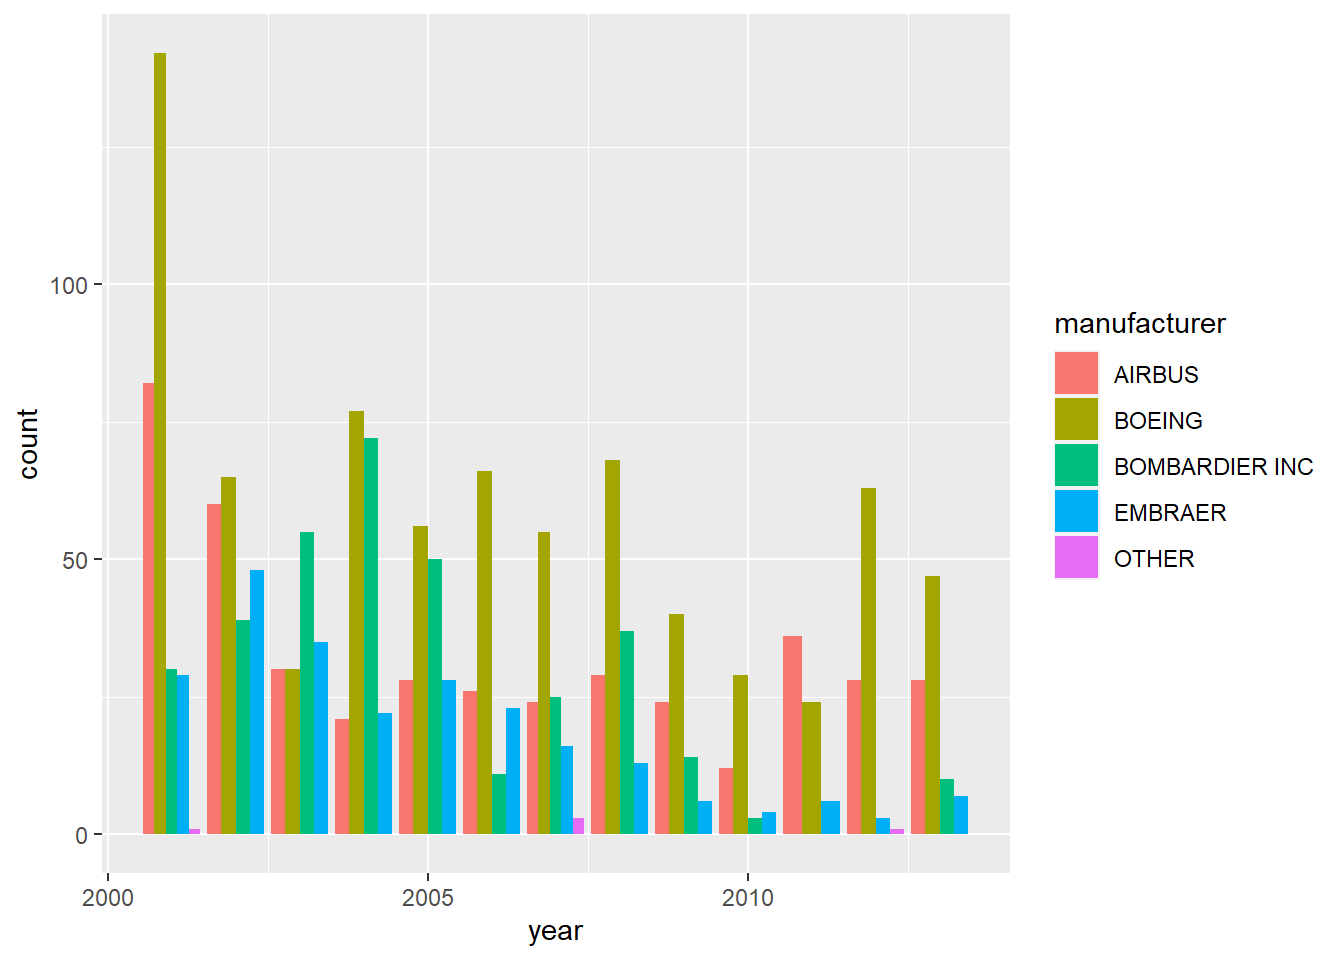 100
50
0
count
2000
2005
2010
year
manufacturer
AIRBUS
BOEING
BOMBARDIER INC
EMBRAER
OTHER